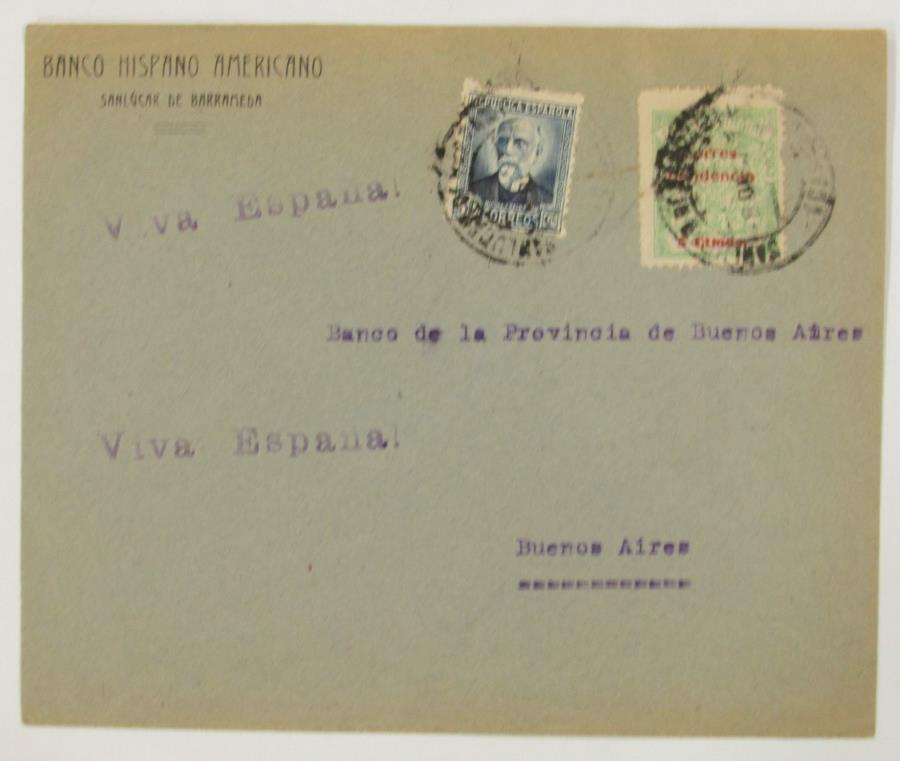 BANCO HISPANO AMERICANO
SANLÚCAR DE BARRAMEDA
REPUBLICA ESPAÑOLA
CORREOS
Viva España!
Banco de la Provincia de Buenos Aires
Viva España!
Buenos Aires